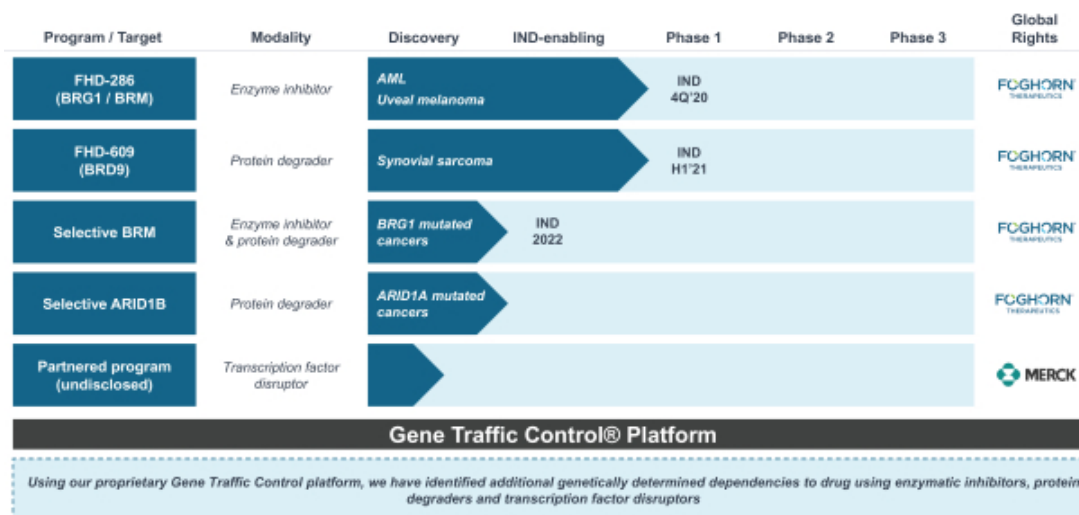 Program / Target Modality Discovery IND-enabling Phase 1 Phase 2 Phase 3 Global Rights
FHD-286
(BRG1 / BRM)
Enzyme inhibitor
AML
Uveal melanoma
IND
4Q'20
FOGHORN
THERAPEUTICS
FHD-609
(BRD9)
Protein degrader
Synovial sarcoma
IND
H1'21
FOGHORN
THERAPEUTICS
Selective BRM
Enzyme inhibitor
& protein degrader
BRG1 mutated
cancers
IND
2022
FOGHORN
THERAPEUTICS
Selective ARID1B
Protein degrader
ARID1A mutated
cancers
FOGHORN
THERAPEUTICS
Partnered program
(undisclosed)
Transcription factor
disruptor
MERCK
Gene Traffic Control® Platform
Using our proprietary Gene Traffic Control platform, we have identified additional genetically determined dependencies to drug using enzymatic inhibitors, protein
degraders and transcription factor disruptors